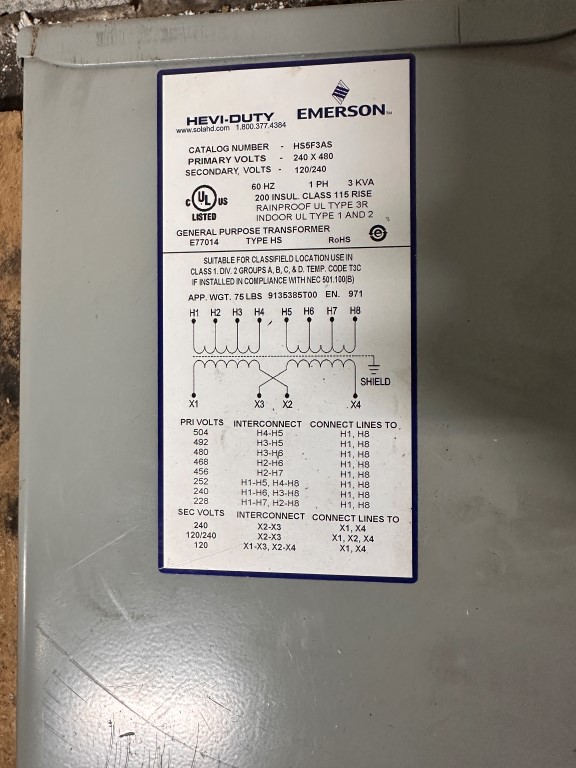 HEVI-DUTY
www.solahd.com 1.800.377.4384
EMERSON™
CATALOG NUMBER - HS5F3AS
PRIMARY VOLTS - 240 X 480
SECONDARY, VOLTS - 120/240
60 HZ 1 PH 3 KVA
200 INSUL. CLASS 115 RISE
RAINPROOF UL TYPE 3R
INDOOR UL TYPE 1 AND 2
C UL US
LISTED
GENERAL PURPOSE TRANSFORMER
E77014 TYPE HS RoHS e
SUITABLE FOR CLASSFIELD LOCATION USE IN
CLASS 1. DIV. 2 GROUPS A, B, C, & D. TEMP. CODE T3C
IF INSTALLED IN COMPLIANCE WITH NEC 501.100(B)
APP. WGT. 75 LBS 9135385T00 EN. 971
H1 H2 H3 H4 H5 H6 H7 H8
SHIELD
X1 X3 X2 X4
PRI VOLTS INTERCONNECT CONNECT LINES TO
504 H4-H5 H1, H8
492 H3-H5 H1, H8
480 H3-H6 H1, H8
468 H2-H6 H1, H8
456 H2-H7 H1, H8
252 H1-H5, H4-H8 H1, H8
240 H1-H6, H3-H8 H1, H8
228 H1-H7, H2-H8 H1, H8
SEC VOLTS INTERCONNECT CONNECT LINES TO
240 X2-X3 X1, X4
120/240 X2-X3 X1, X2, X4
120 X1-X3, X2-X4 X1, X4